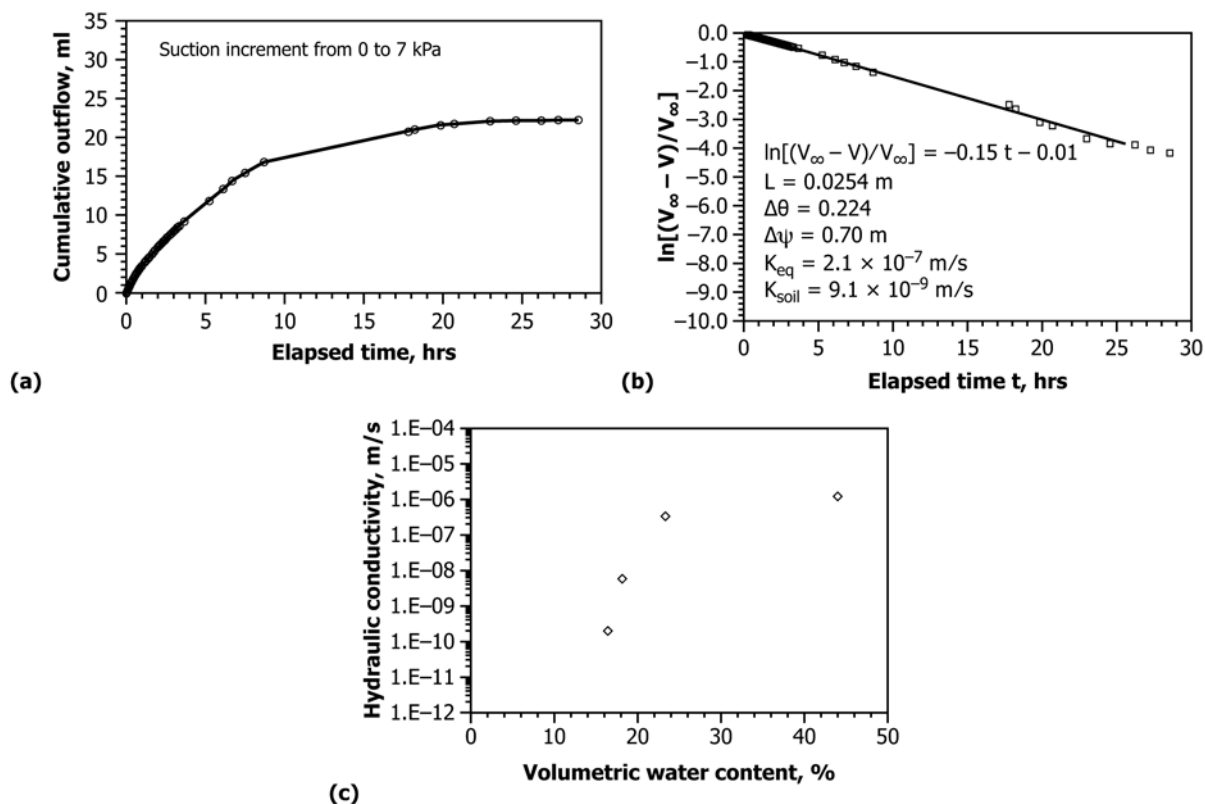 35
30
25
20
15
10
5
0
Cumulative outflow, ml
Suction increment from 0 to 7 kPa
0 5 10 15 20 25 30
Elapsed time, hrs
(a)
0.0
−1.0
−2.0
−3.0
−4.0
−5.0
−6.0
−7.0
−8.0
−9.0
−10.0
ln[(V∞ − V)/V∞]
ln[(V∞ − V)/V∞] = −0.15 t − 0.01
L = 0.0254 m
Δθ = 0.224
Δψ = 0.70 m
Keq = 2.1 × 10⁻⁷ m/s
Ksoil = 9.1 × 10⁻⁹ m/s
0 5 10 15 20 25 30
Elapsed time t, hrs
(b)
1.E−04
1.E−05
1.E−06
1.E−07
1.E−08
1.E−09
1.E−10
1.E−11
1.E−12
Hydraulic conductivity, m/s
0 10 20 30 40 50
Volumetric water content, %
(c)